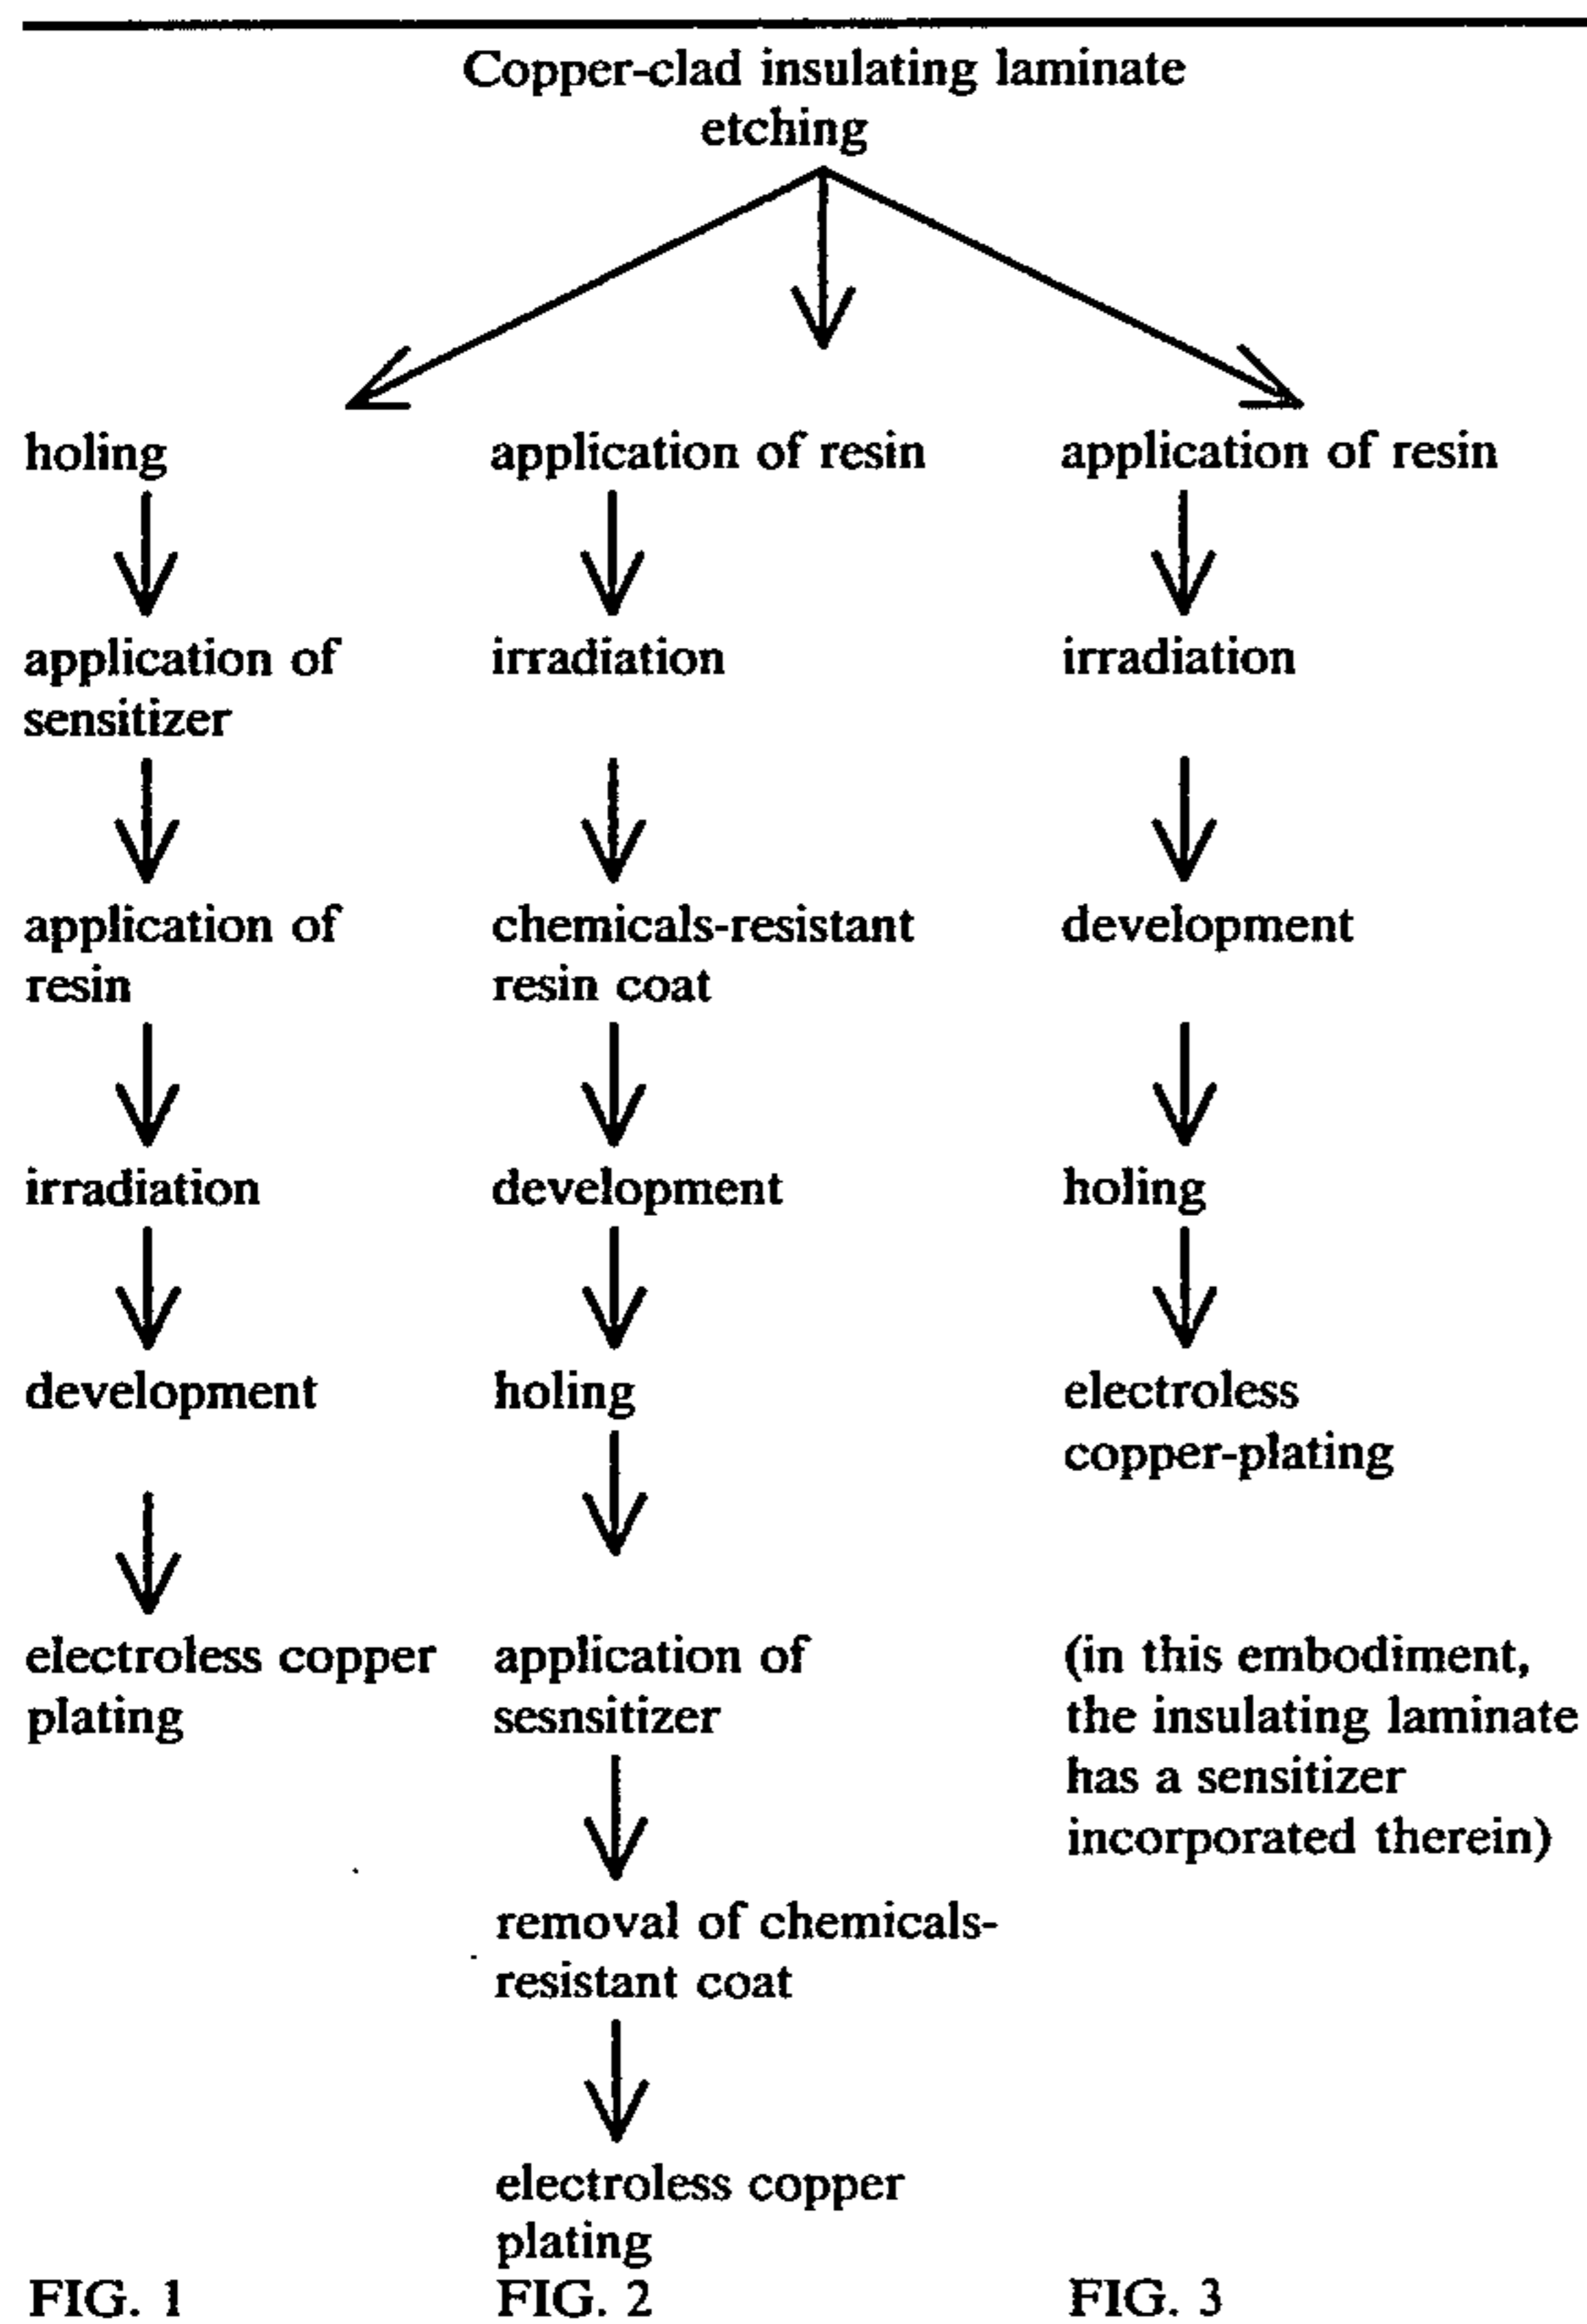 Copper-clad insulating laminate
etching
holing
application of
sensitizer
application of
resin
irradiation
development
electroless copper
plating
FIG. 1
application of resin
irradiation
chemicals-resistant
resin coat
development
holing
application of
sesnsitizer
removal of chemicals-
resistant coat
electroless copper
plating
FIG. 2
application of resin
irradiation
development
holing
electroless
copper-plating
(in this embodiment,
the insulating laminate
has a sensitizer
incorporated therein)
FIG. 3